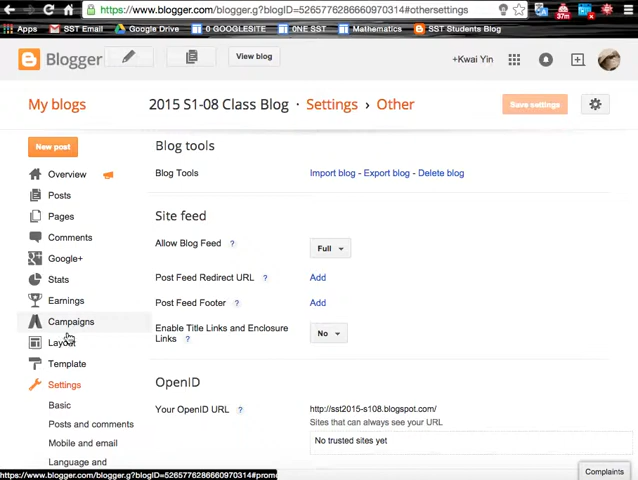 https://www.blogger.com/blogger.g?blogID=5265776286660970314#othersettings
Apps SST Email Google Drive 0 GOOGLESITE 0NE SST Mathematics SST Students Blog
37m
Blogger View blog +Kwai Yin
My blogs 2015 S1-08 Class Blog · Settings › Other Save settings
New post
Overview
Posts
Pages
Comments
Google+
Stats
Earnings
Campaigns
Layout
Template
Settings
Basic
Posts and comments
Mobile and email
Language and
Blog tools
Blog Tools Import blog - Export blog - Delete blog
Site feed
Allow Blog Feed ? Full
Post Feed Redirect URL ? Add
Post Feed Footer ? Add
Enable Title Links and Enclosure
Links ? No
OpenID
Your OpenID URL ? http://sst2015-s108.blogspot.com/
Sites that can always see your URL
No trusted sites yet
https://www.blogger.com/blogger.g?blogID=5265776286660970314#promo
Complaints